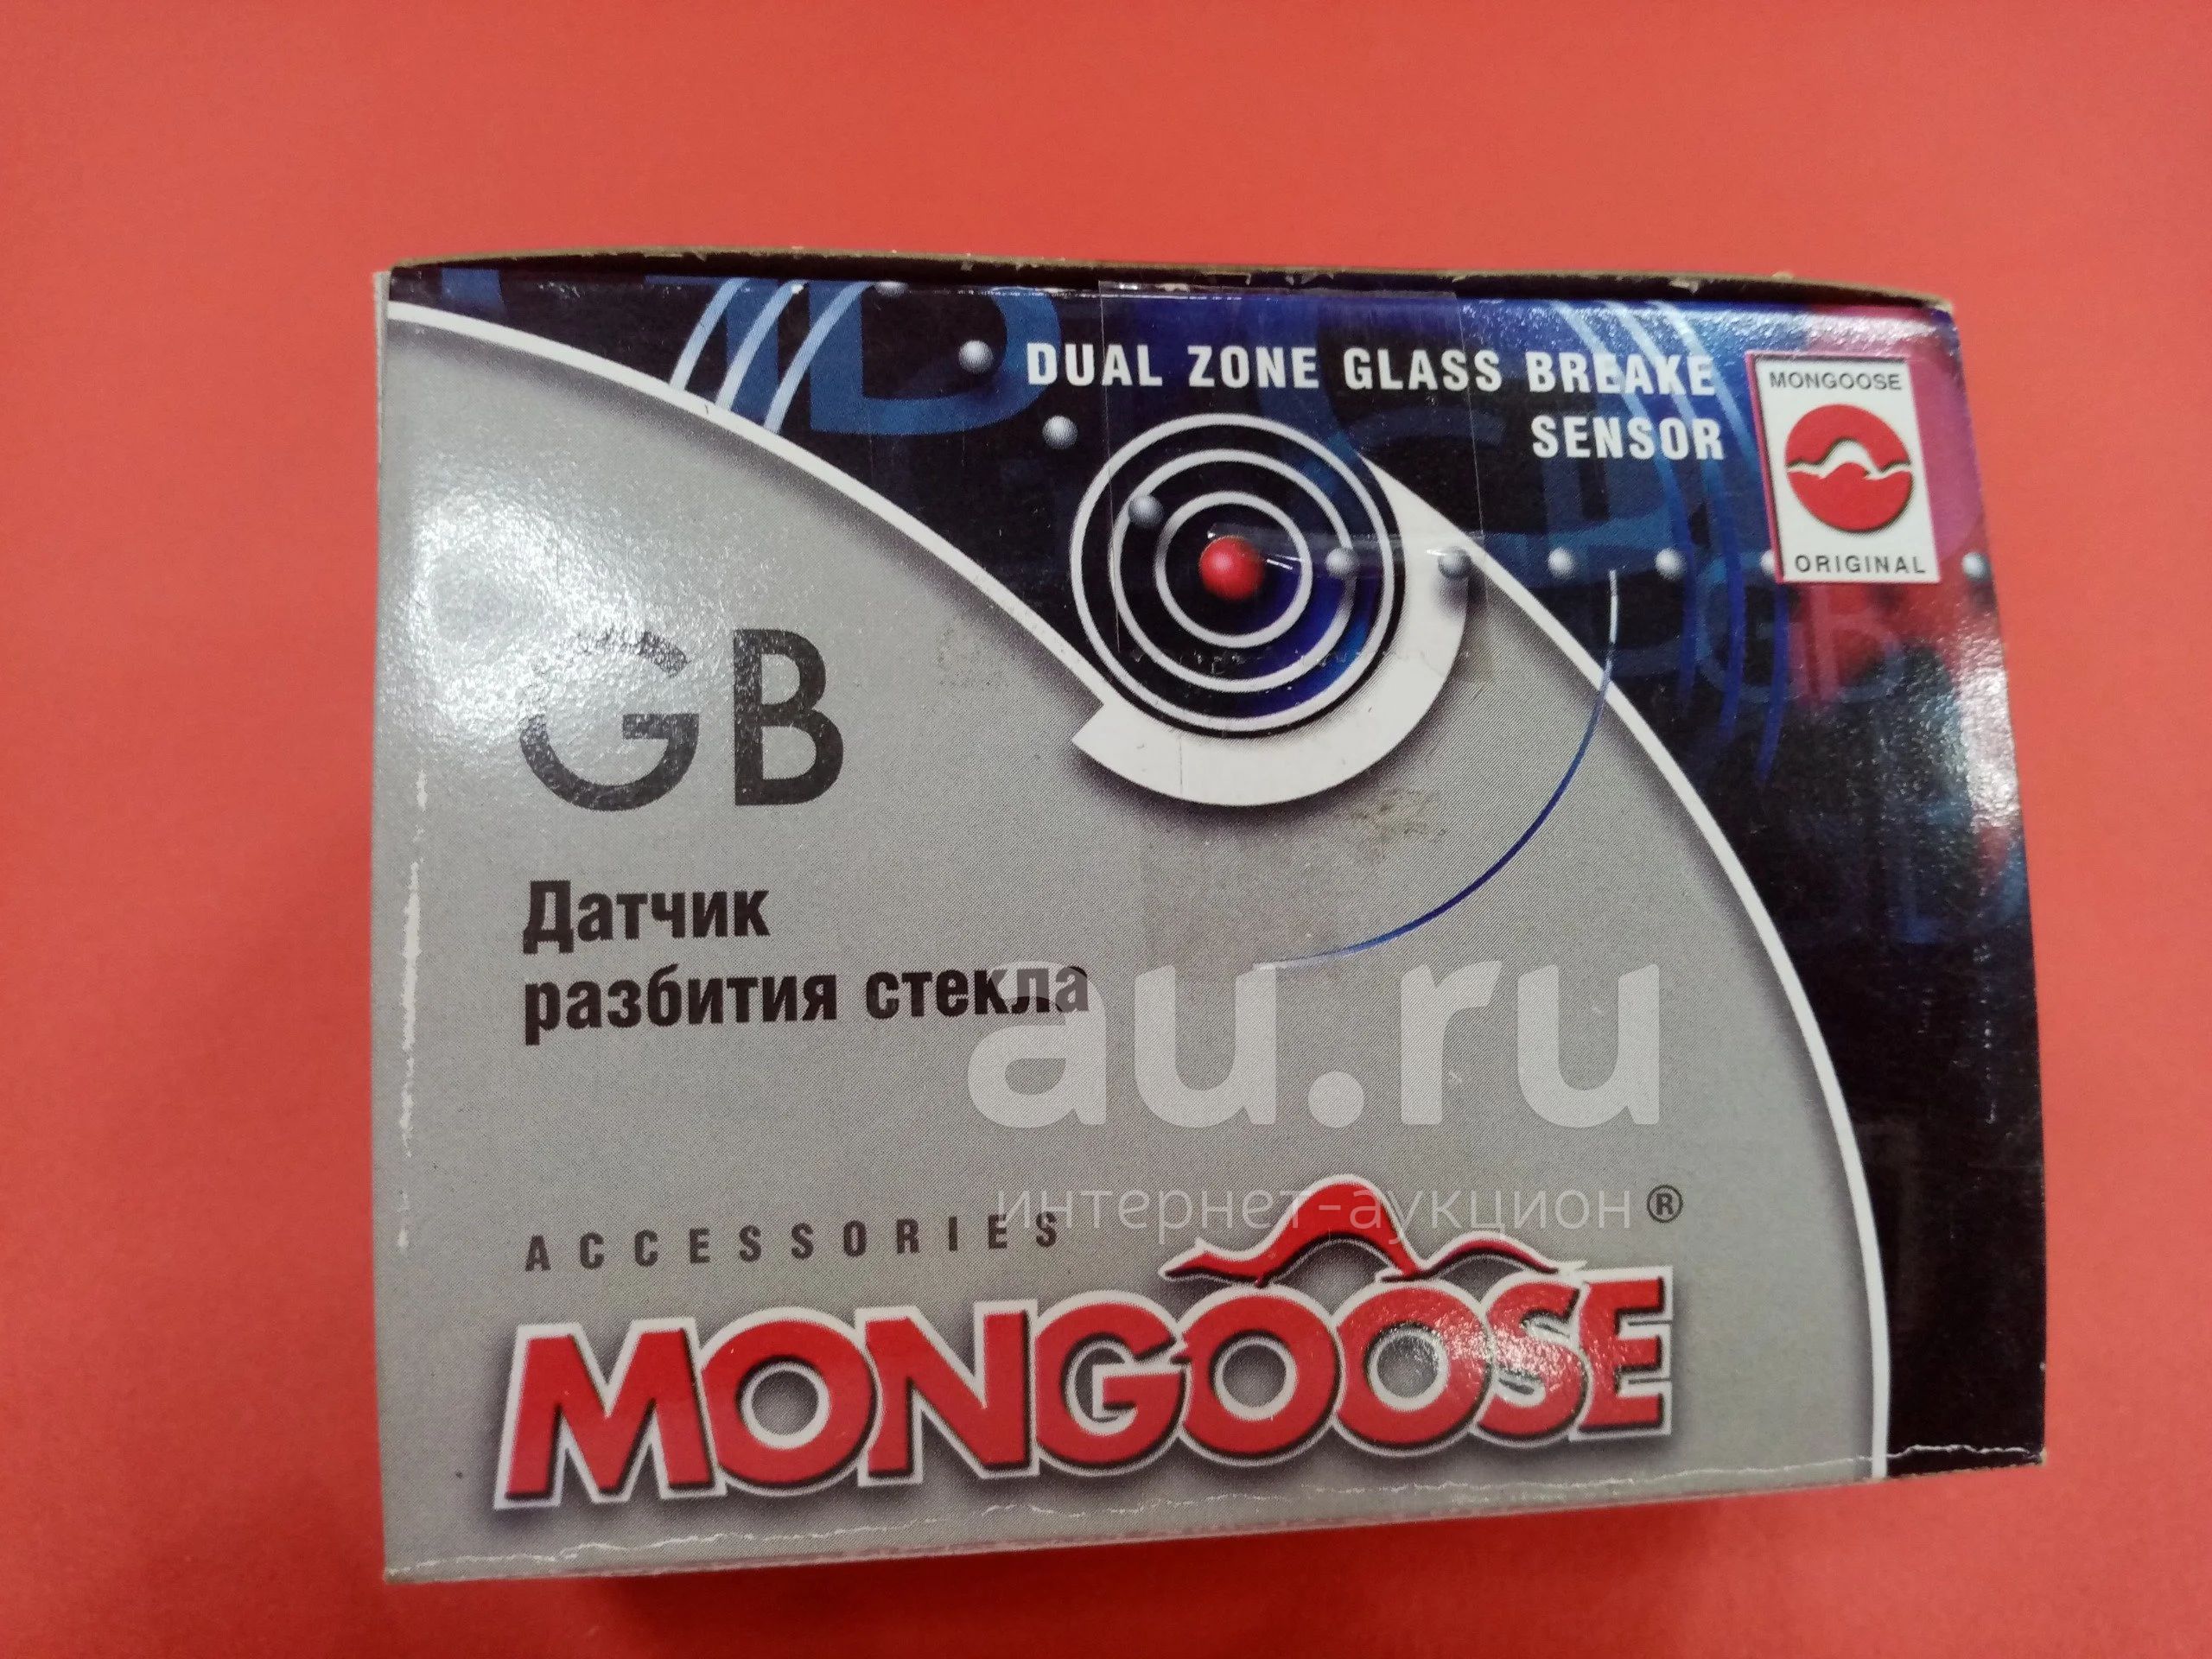 DUAL ZONE GLASS BREAKE
SENSOR
MONGOOSE
ORIGINAL
GB
Датчик
разбития стекла
au.ru
интернет-аукцион
ACCESSORIES
MONGOOSE®